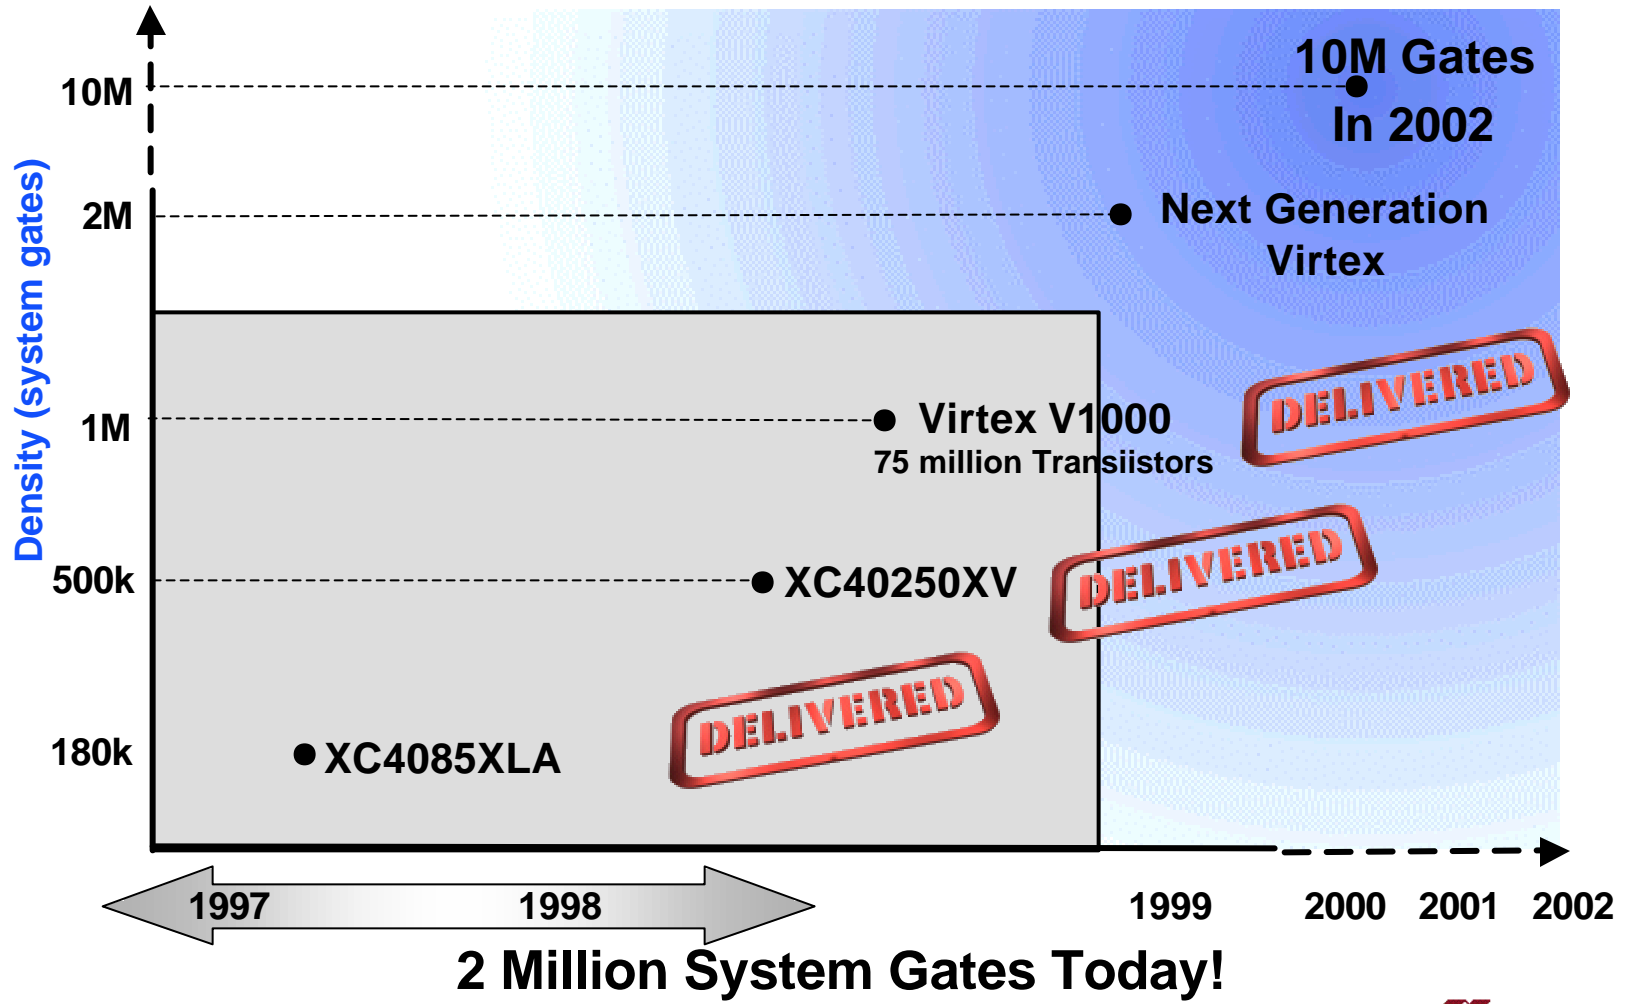 10M Gates
10M
In 2002
2M
Next Generation
Virtex
Density (system gates)
DELIVERED
1M
Virtex V1000
75 million Transiistors
500k
XC40250XV
DELIVERED
180k
XC4085XLA
DELIVERED
1997 1998 1999 2000 2001 2002
2 Million System Gates Today!